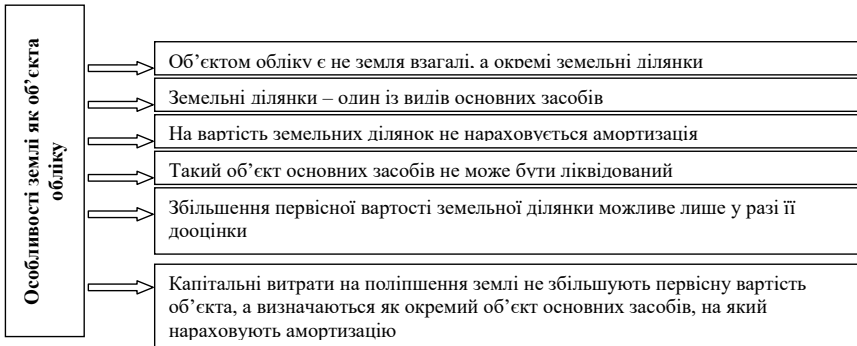 Особливості землі як об’єкта
обліку
Об’єктом обліку є не земля взагалі, а окремі земельні ділянки
Земельні ділянки – один із видів основних засобів
На вартість земельних ділянок не нараховується амортизація
Такий об’єкт основних засобів не може бути ліквідований
Збільшення первісної вартості земельної ділянки можливе лише у разі її
дооцінки
Капітальні витрати на поліпшення землі не збільшують первісну вартість
об’єкта, а визначаються як окремий об’єкт основних засобів, на який
нараховують амортизацію